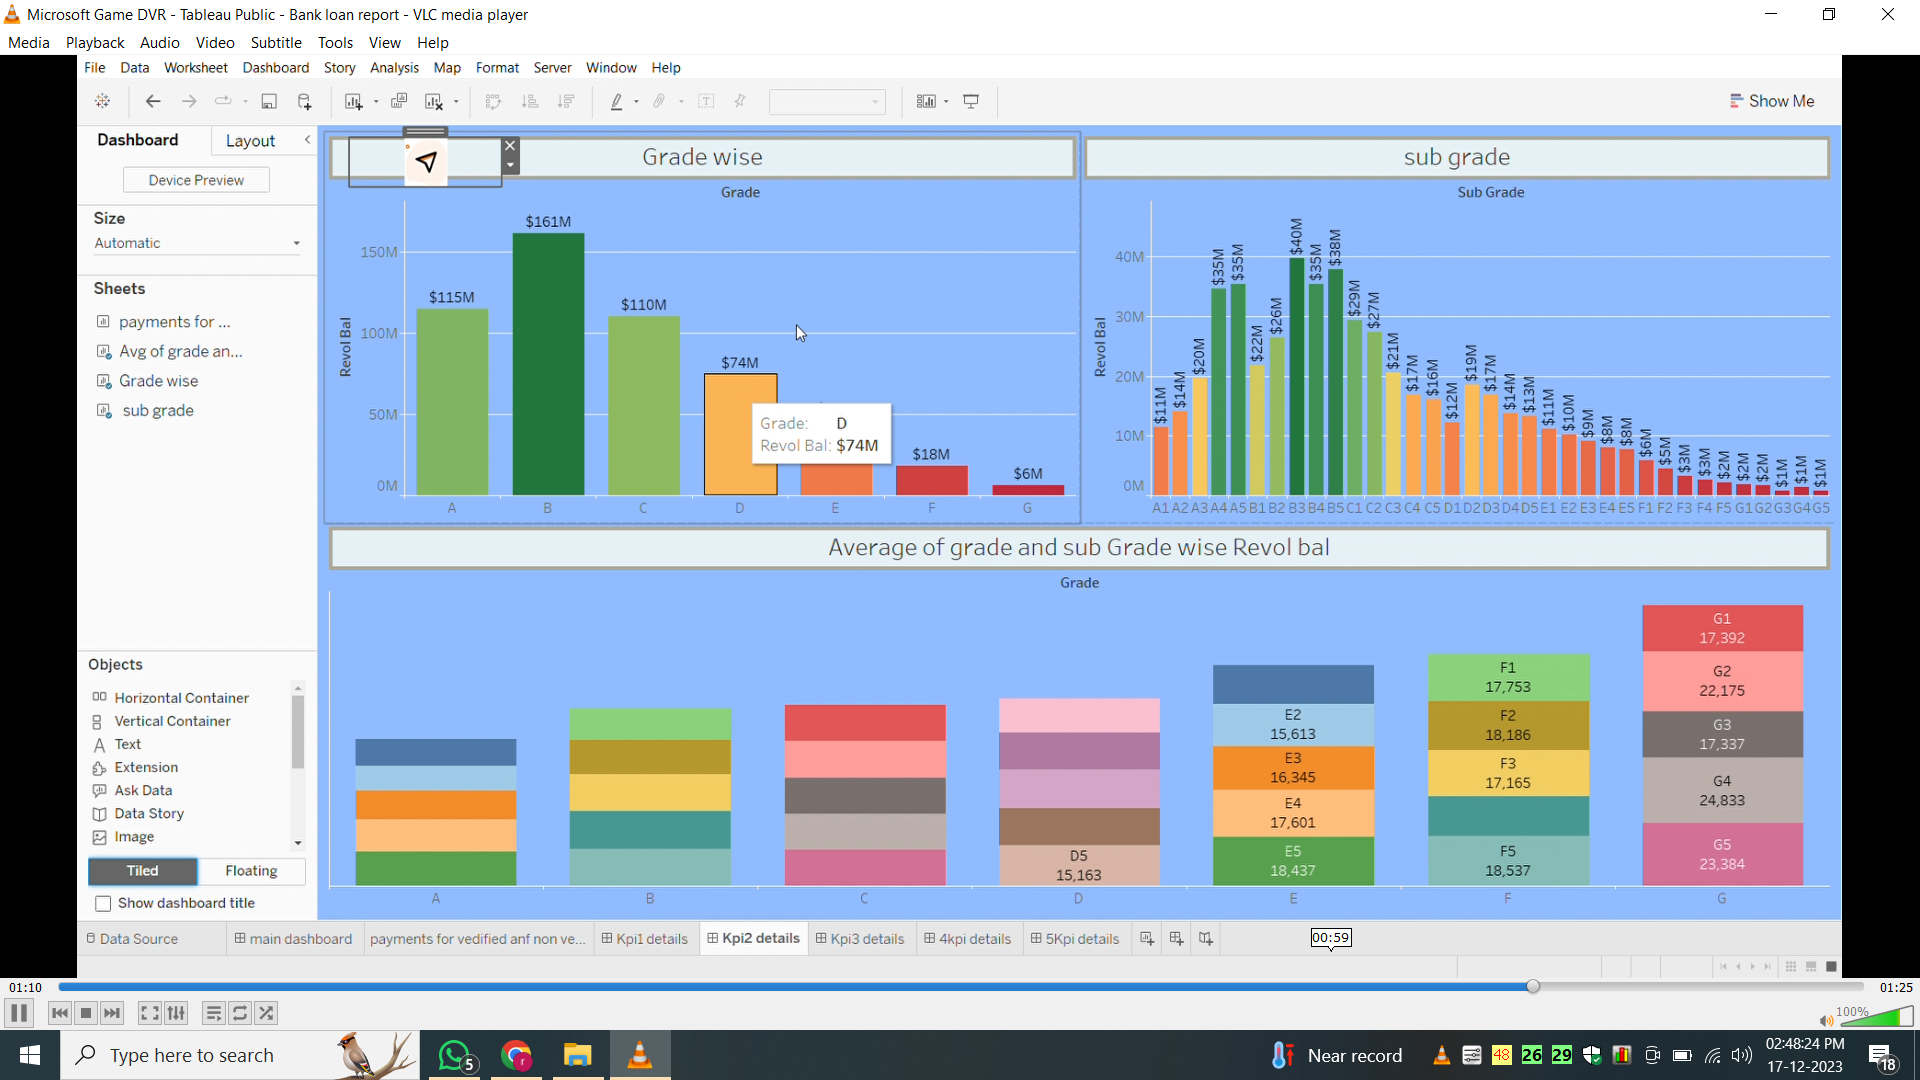 Microsoft Game DVR - Tableau Public - Bank loan report - VLC media player
Media Playback Audio Video Subtitle Tools View Help
File Data Worksheet Dashboard Story Analysis Map Format Server Window Help
Show Me
Dashboard Layout
Device Preview
Size
Automatic
Sheets
payments for ...
Avg of grade an...
Grade wise
sub grade
Objects
Horizontal Container
Vertical Container
Text
Extension
Ask Data
Data Story
Image
Tiled Floating
Show dashboard title
Grade wise
Grade
Revol Bal
150M
100M
50M
0M
$115M
$161M
$110M
$74M
$18M
$6M
Grade: D
Revol Bal: $74M
A B C D E F G
sub grade
Sub Grade
Revol Bal
40M
30M
20M
10M
0M
$11M $14M $20M $35M $35M $22M $26M $40M $35M $38M $29M $27M $21M $17M $16M $12M $19M $17M $14M $13M $11M $10M $9M $8M $8M $6M $5M $3M $3M $2M $2M $2M $1M $1M $1M
A1 A2 A3 A4 A5 B1 B2 B3 B4 B5 C1 C2 C3 C4 C5 D1 D2 D3 D4 D5 E1 E2 E3 E4 E5 F1 F2 F3 F4 F5 G1 G2 G3 G4 G5
Average of grade and sub Grade wise Revol bal
Grade
D5
15,163
E2
15,613
E3
16,345
E4
17,601
E5
18,437
F1
17,753
F2
18,186
F3
17,165
F5
18,537
G1
17,392
G2
22,175
G3
17,337
G4
24,833
G5
23,384
A B C D E F G
Data Source main dashboard payments for vedified anf non ve... Kpi1 details Kpi2 details Kpi3 details 4kpi details 5Kpi details
00:59
01:10 01:25
100%
Type here to search
5
Near record
48 26 29
02:48:24 PM
17-12-2023
18